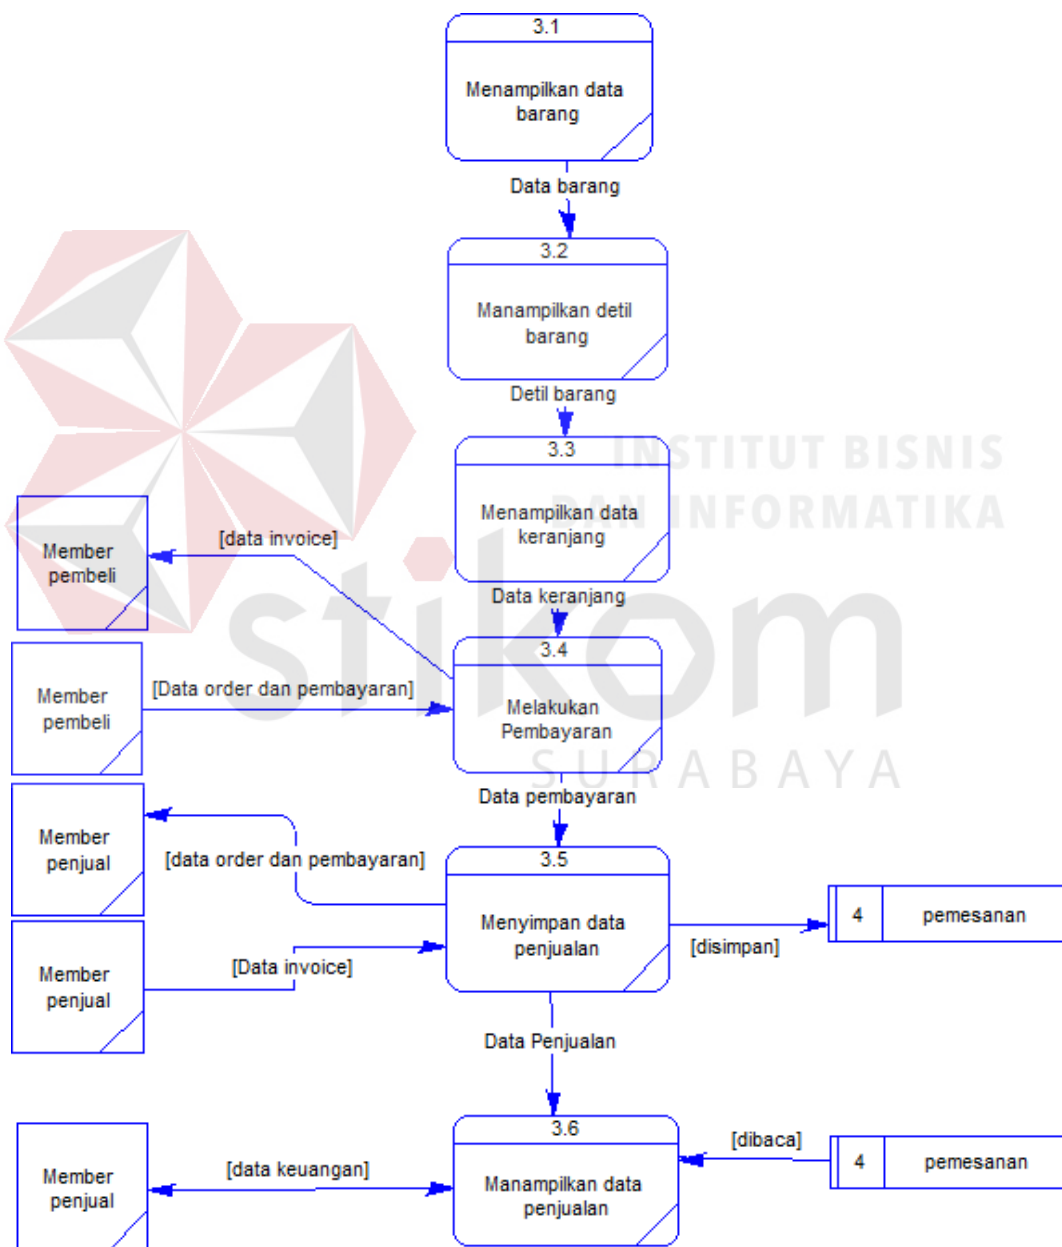 3.1
Menampilkan data
barang
Data barang
3.2
Manampilkan detil
barang
Detil barang
3.3
Menampilkan data
keranjang
INSTITUT BISNIS
DAN INFORMATIKA
stikom
SURABAYA
Member
pembeli
[data invoice]
Data keranjang
3.4
Melakukan
Pembayaran
Member
pembeli
[Data order dan pembayaran]
Data pembayaran
Member
penjual
[data order dan pembayaran]
3.5
Menyimpan data
penjualan
[disimpan]
4 pemesanan
Member
penjual
[Data invoice]
Data Penjualan
3.6
Manampilkan data
penjualan
[dibaca]
4 pemesanan
Member
penjual
[data keuangan]